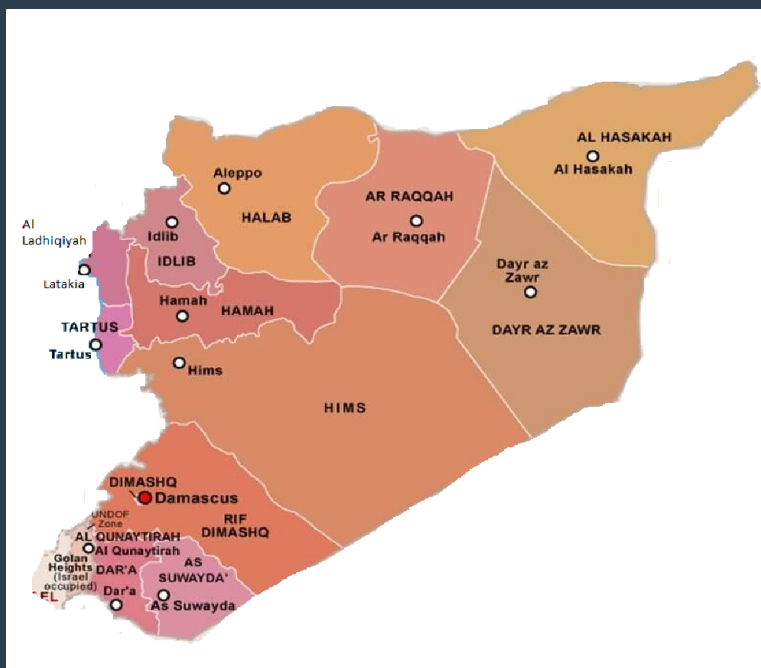 AL HASAKAH
Al Hasakah
Aleppo
HALAB
AR RAQQAH
Ar Raqqah
Al
Ladhiqiyah
Idlib
IDLIB
Latakia
Dayr az
Zawr
DAYR AZ ZAWR
Hamah
HAMAH
TARTUS
Tartus
Hims
HIMS
DIMASHQ
Damascus
RIF
DIMASHQ
UNDOF
Zone
AL QUNAYTIRAH
Al Qunaytirah
Golan
Heights
(Israel
occupied)
EL
DAR'A
Dar'a
AS
SUWAYDA'
As Suwayda